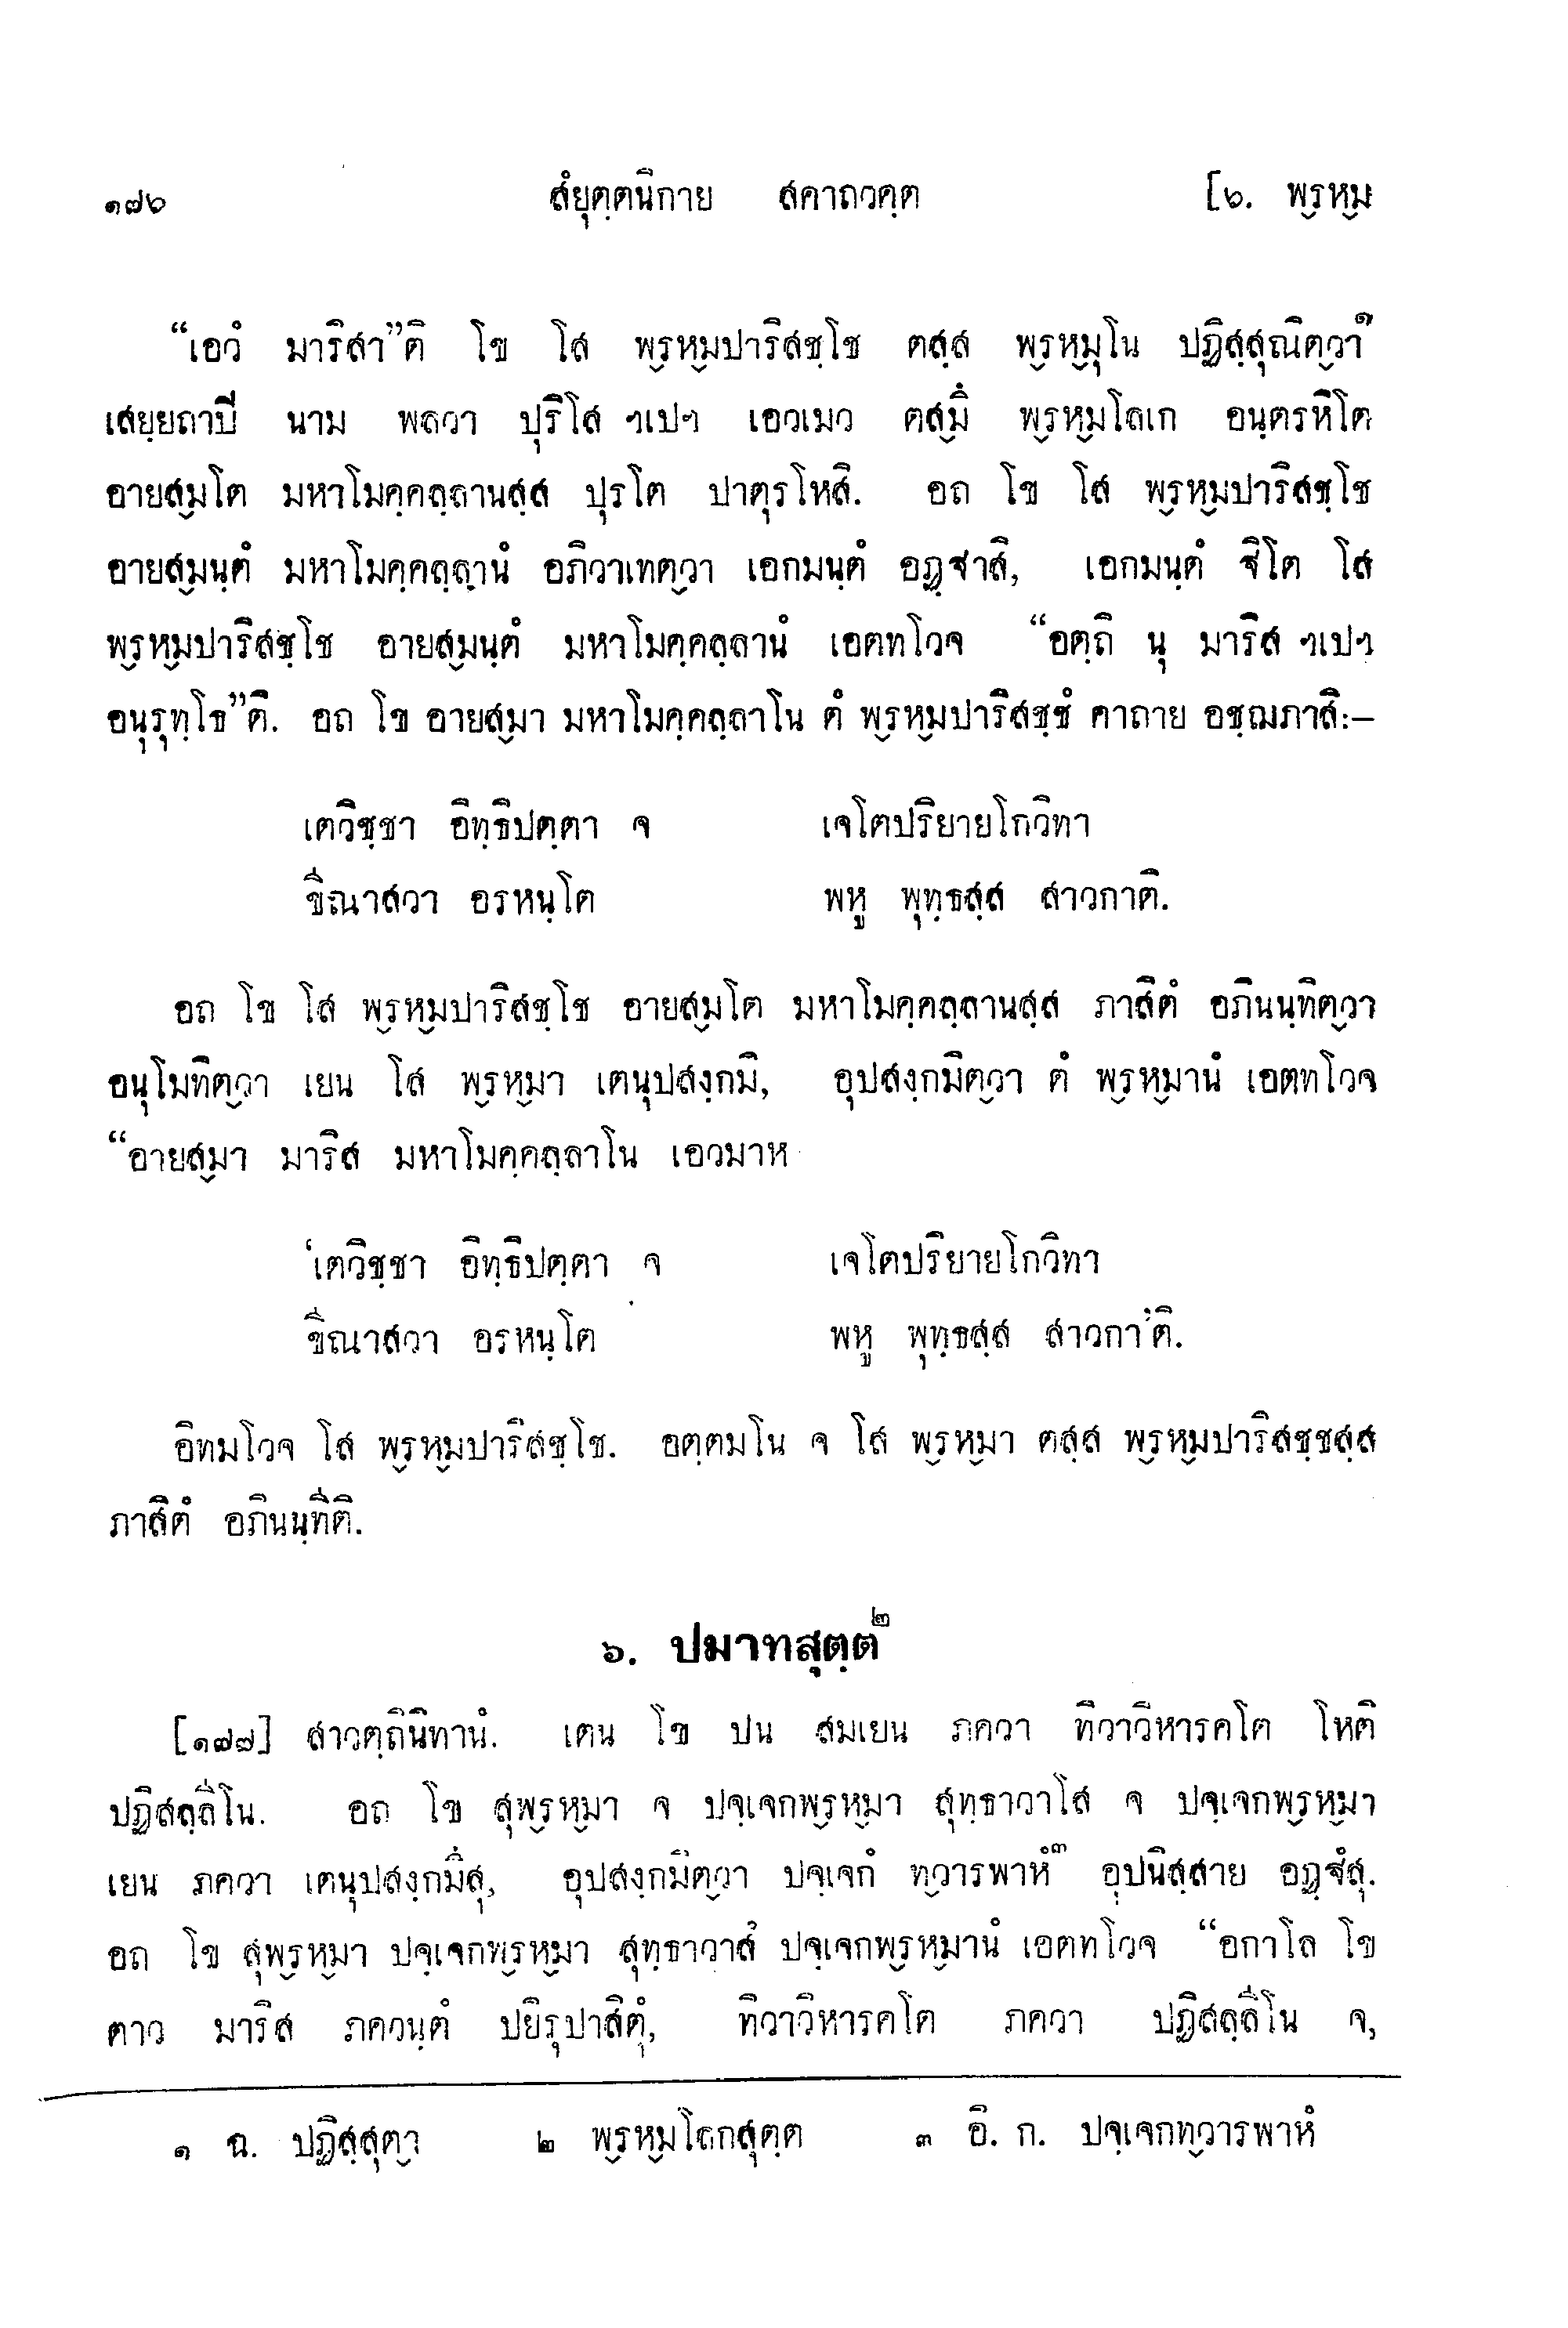 ๑๗๖ สํยุตฺตนิกาย สคาถวคฺค [๖. พฺรหฺม
“เอวํ มาริสา”ติ โข โส พฺรหฺมปาริสชฺโช ตสฺส พฺรหฺมุโน ปฏิสฺสุณิตฺวา๑
เสยฺยถาปี นาม พลวา ปุริโส ฯเปฯ เอวเมว ตสฺมึ พฺรหฺมโลเก อนฺตรหิโต
อายสฺมโต มหาโมคฺคลฺลานสฺส ปุรโต ปาตุรโหสิ. อถ โข โส พฺรหฺมปาริสชฺโช
อายสฺมนฺตํ มหาโมคฺคลฺลานํ อภิวาเทตฺวา เอกมนฺตํ อฏฺฐาสิ, เอกมนฺตํ ฐิโต โส
พฺรหฺมปาริสชฺโช อายสฺมนฺตํ มหาโมคฺคลฺลานํ เอตทโวจ “อตฺถิ นุ มาริส ฯเปฯ
อนุรุทฺโธ”ติ. อถ โข อายสฺมา มหาโมคฺคลฺลาโน ตํ พฺรหฺมปาริสชฺชํ คาถาย อชฺฌภาสิ:–
เตวิชฺชา อิทฺธิปตฺตา จ เจโตปริยายโกวิทา
ขีณาสวา อรหนฺโต พหู พุทฺธสฺส สาวกาติ.
อถ โข โส พฺรหฺมปาริสชฺโช อายสฺมโต มหาโมคฺคลฺลานสฺส ภาสิตํ อภินนฺทิตฺวา
อนุโมทิตฺวา เยน โส พฺรหฺมา เตนุปสงฺกมิ, อุปสงฺกมิตฺวา ตํ พฺรหฺมานํ เอตทโวจ
“อายสฺมา มาริส มหาโมคฺคลฺลาโน เอวมาห
‘เตวิชฺชา อิทฺธิปตฺตา จ เจโตปริยายโกวิทา
ขีณาสวา อรหนฺโต พหู พุทฺธสฺส สาวกา’ติ.
อิทมโวจ โส พฺรหฺมปาริสชฺโช. อตฺตมโน จ โส พฺรหฺมา ตสฺส พฺรหฺมปาริสชฺชสฺส
ภาสิตํ อภินนฺทีติ.
๖. ปมาทสุตฺต๒
[๑๗๗] สาวตฺถินิทานํ. เตน โข ปน สมเยน ภควา ทิวาวิหารคโต โหติ
ปฏิสลฺลีโน. อถ โข สุพฺรหฺมา จ ปจฺเจกพฺรหฺมา สุทฺธาวาโส จ ปจฺเจกพฺรหฺมา
เยน ภควา เตนุปสงฺกมึสุ, อุปสงฺกมิตฺวา ปจฺเจกํ ทฺวารพาหํ๓ อุปนิสฺสาย อฏฺฐํสุ.
อถ โข สุพฺรหฺมา ปจฺเจกพฺรหฺมา สุทฺธาวาสํ ปจฺเจกพฺรหฺมานํ เอตทโวจ “อกาโล โข
ตาว มาริส ภควนฺตํ ปยิรุปาสิตุํ, ทิวาวิหารคโต ภควา ปฏิสลฺลีโน จ,
๑ ฉ. ปฏิสฺสุตฺวา ๒ พฺรหฺมโลกสุตฺต ๓ อิ. ก. ปจฺเจกทฺวารพาหํ